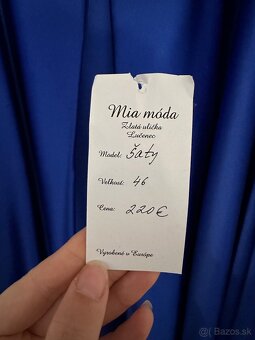 Mia móda
Zlatá ulička
Lučenec
Model: Šaty
Veľkosť: 46
Cena: 220€
Vyrobené v Európe
Bazos.sk